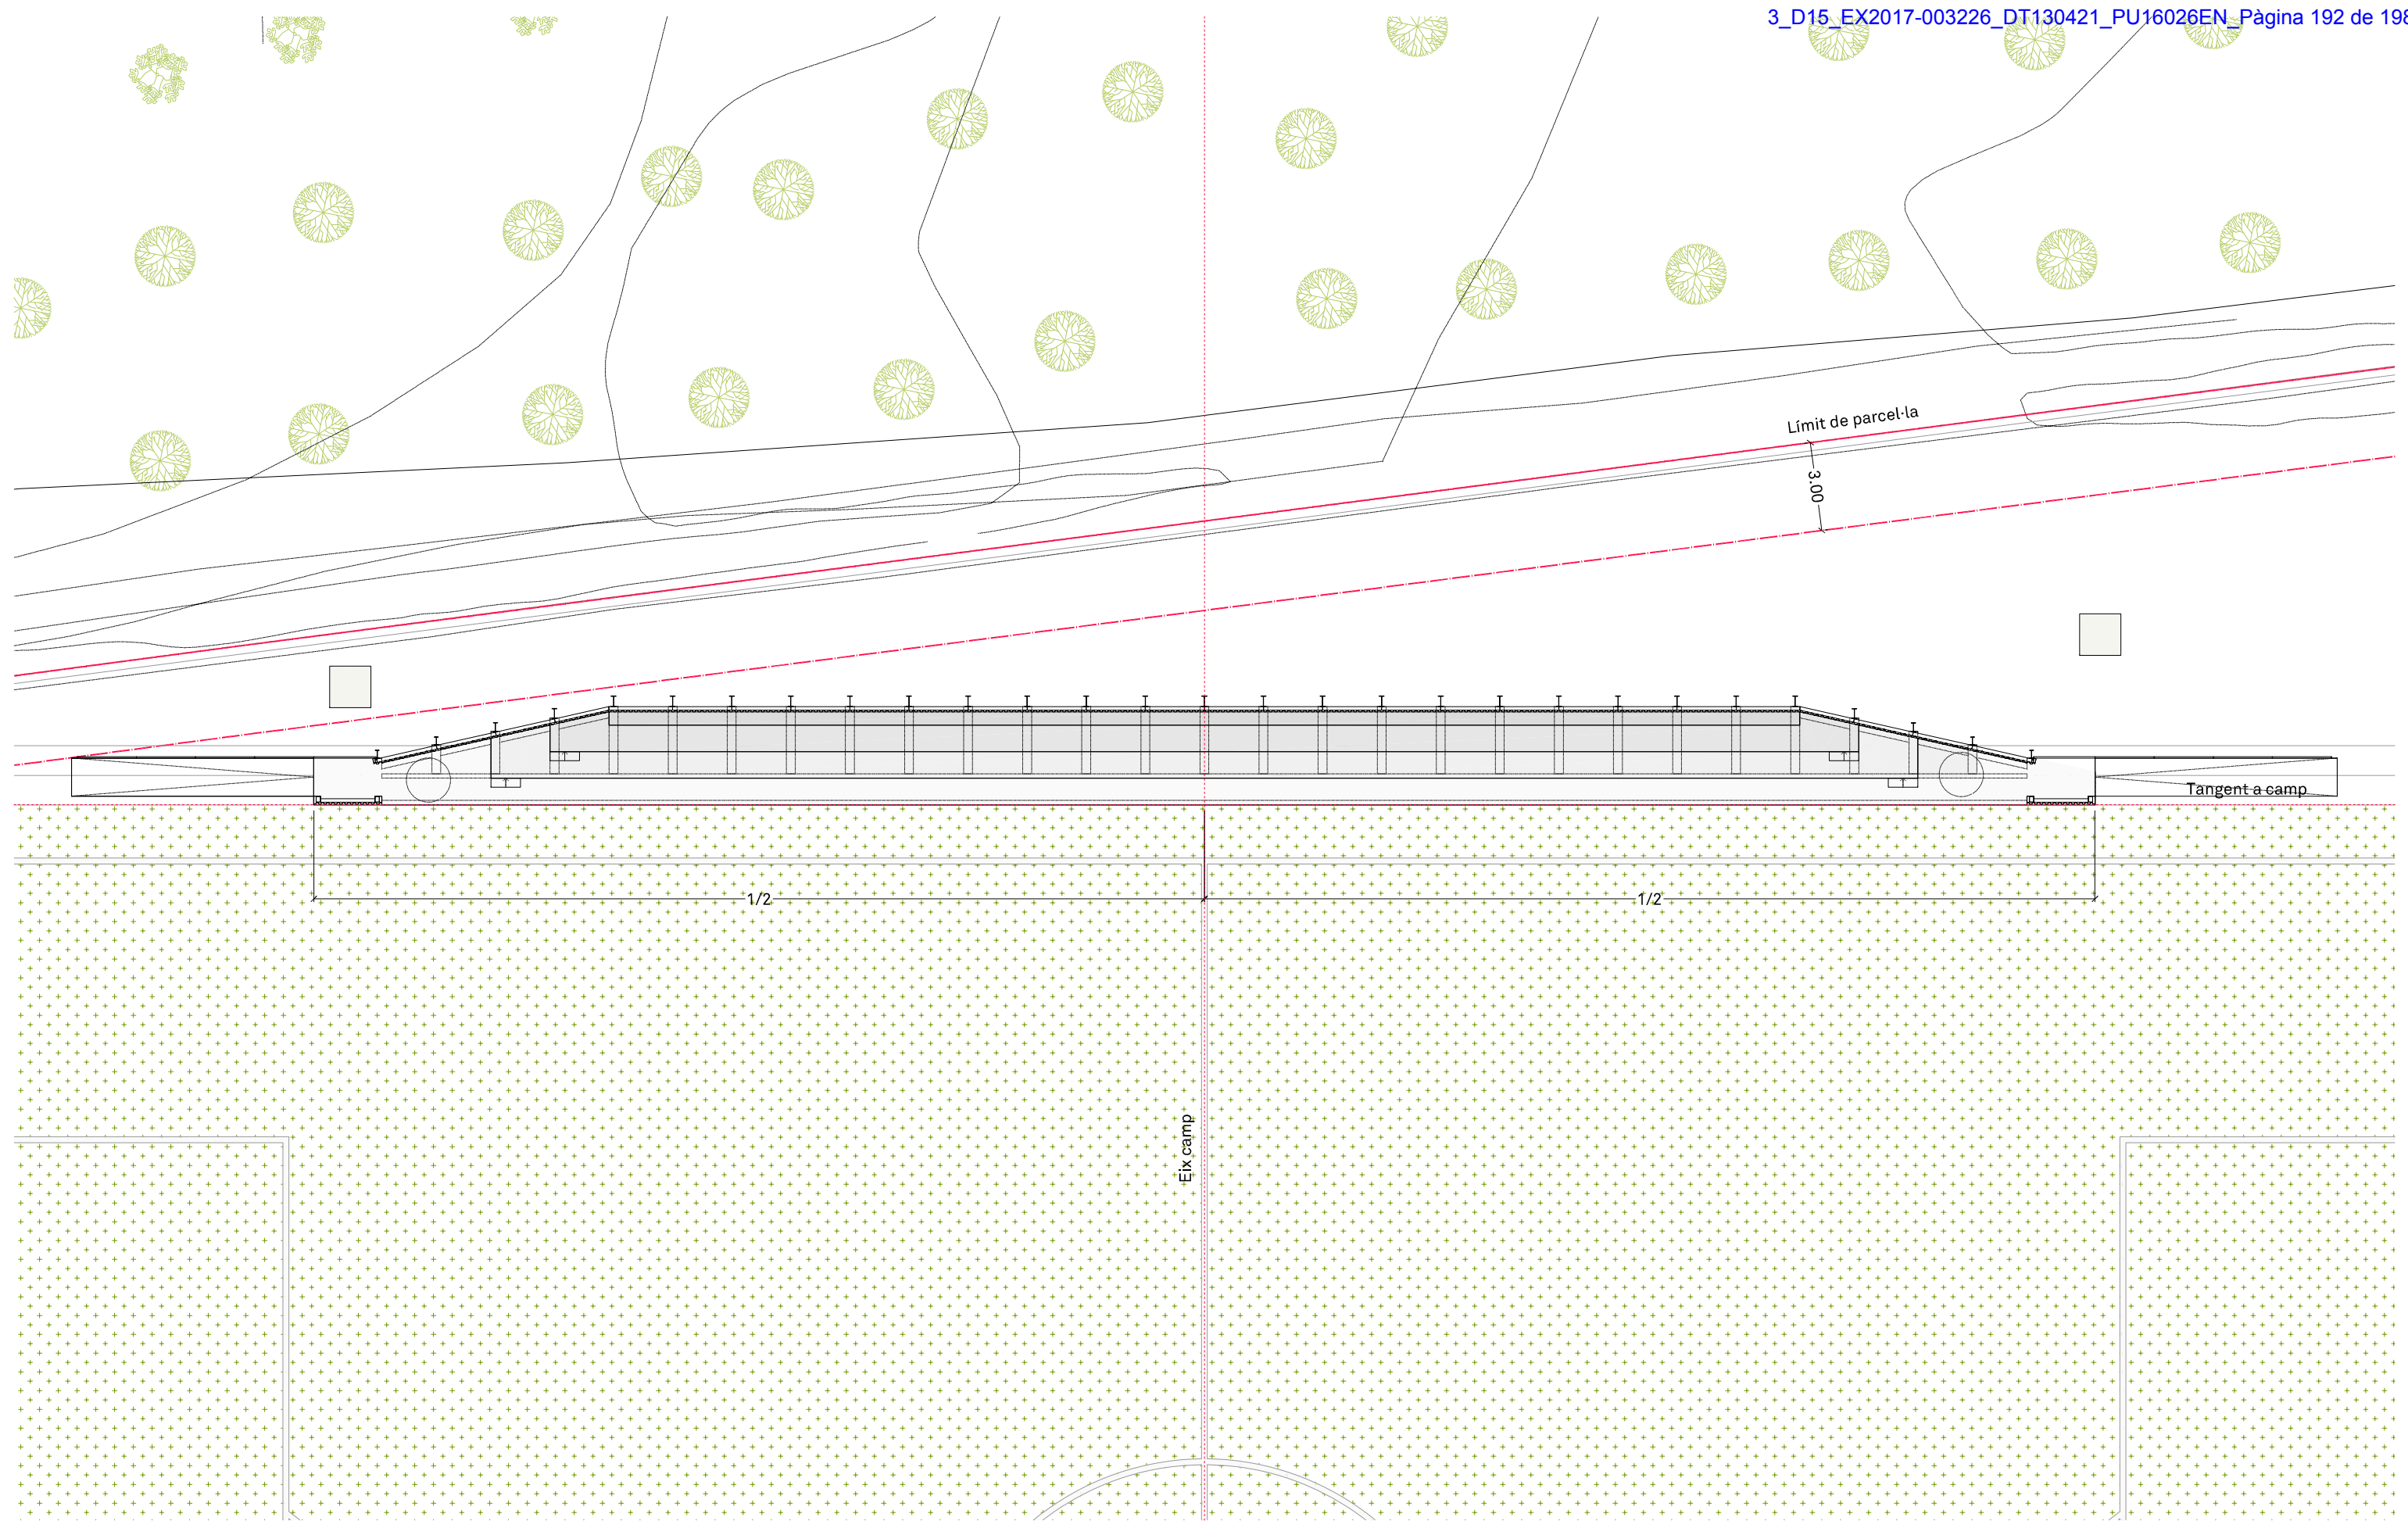 3_D15_EX2017-003226_DT130421_PU16026EN_Pàgina 192 de 198
Límit de parcel·la
3.00
Tangent a camp
1/2
1/2
Eix camp